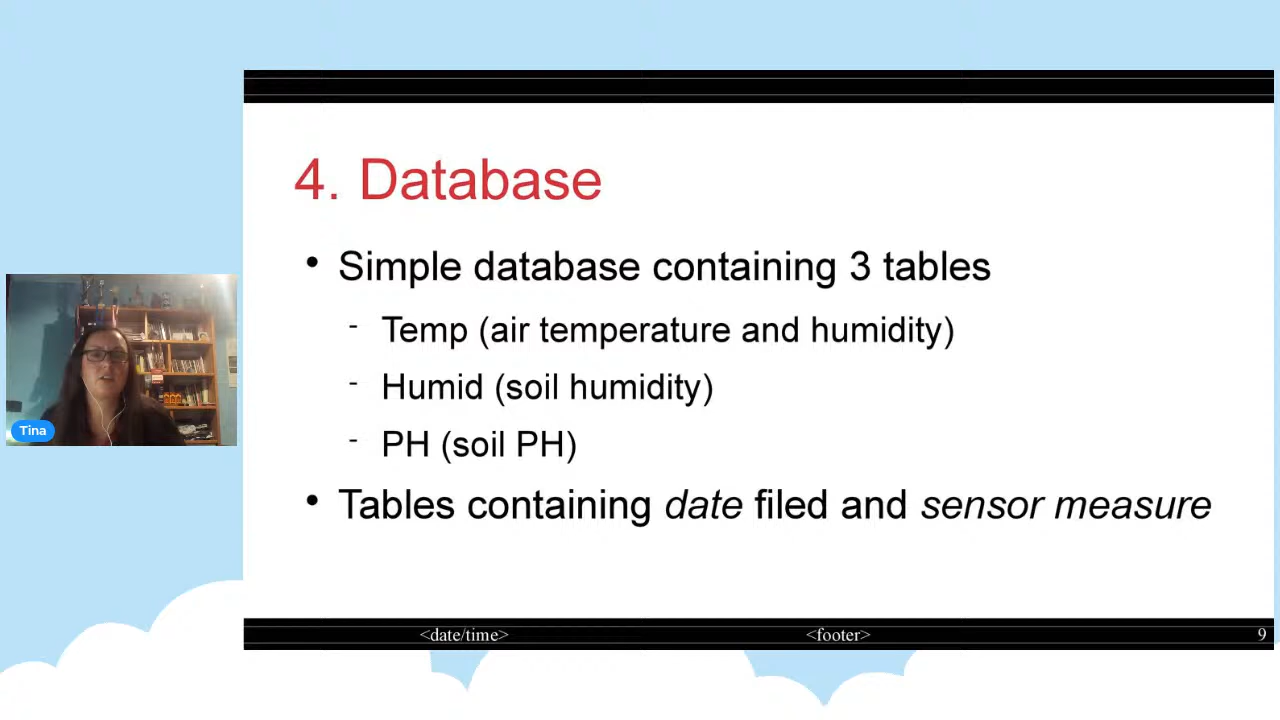 4. Database
• Simple database containing 3 tables
- Temp (air temperature and humidity)
- Humid (soil humidity)
- PH (soil PH)
• Tables containing date filed and sensor measure
Tina
<date/time> <footer> 9